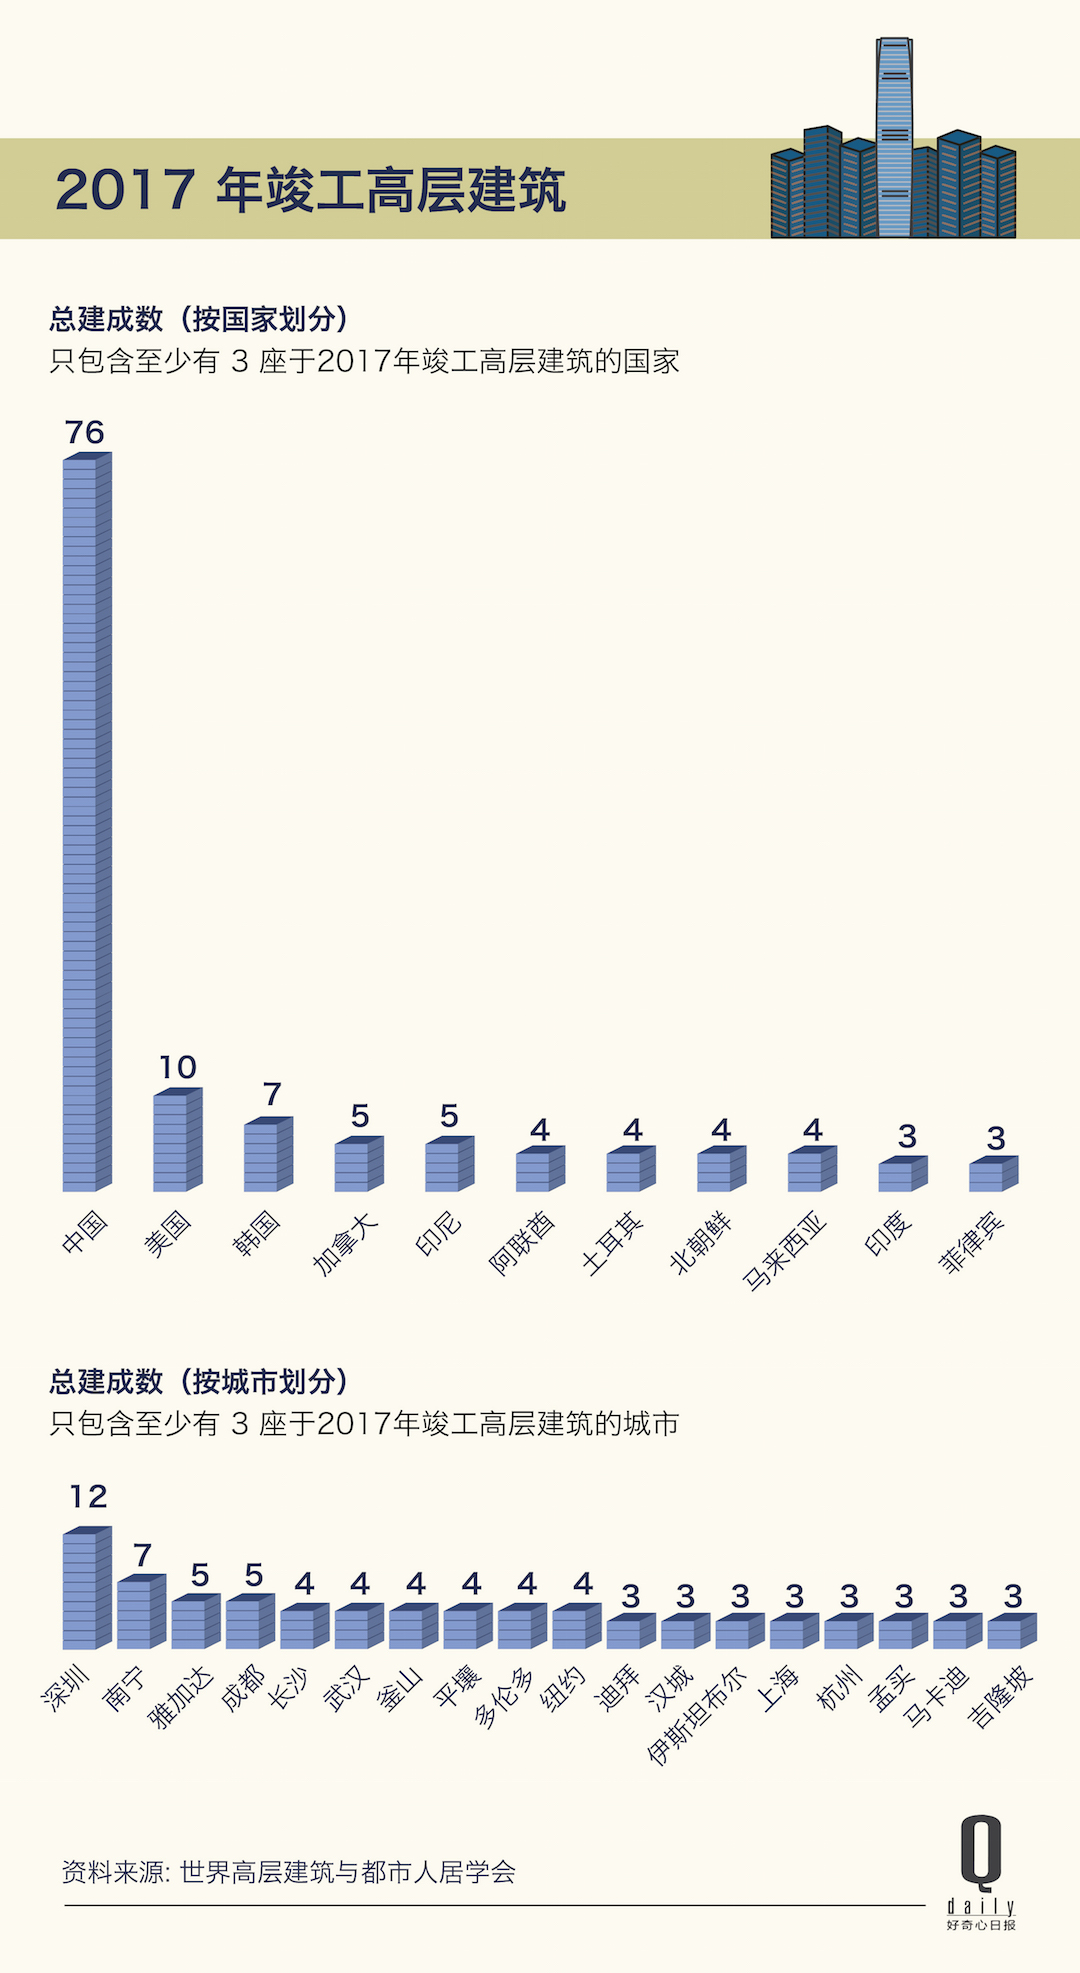 2017 年竣工高层建筑
总建成数（按国家划分）
只包含至少有 3 座于2017年竣工高层建筑的国家
76
10
7
5
5
4
4
4
4
3
3
中国
美国
韩国
加拿大
印尼
阿联酋
土耳其
北朝鲜
马来西亚
印度
菲律宾
总建成数（按城市划分）
只包含至少有 3 座于2017年竣工高层建筑的城市
12
7
5
5
4
4
4
4
4
4
3
3
3
3
3
3
3
3
深圳
南宁
雅加达
成都
长沙
武汉
釜山
平壤
多伦多
纽约
迪拜
汉城
伊斯坦布尔
上海
杭州
孟买
马卡迪
吉隆坡
资料来源: 世界高层建筑与都市人居学会
Q
daily
好奇心日报